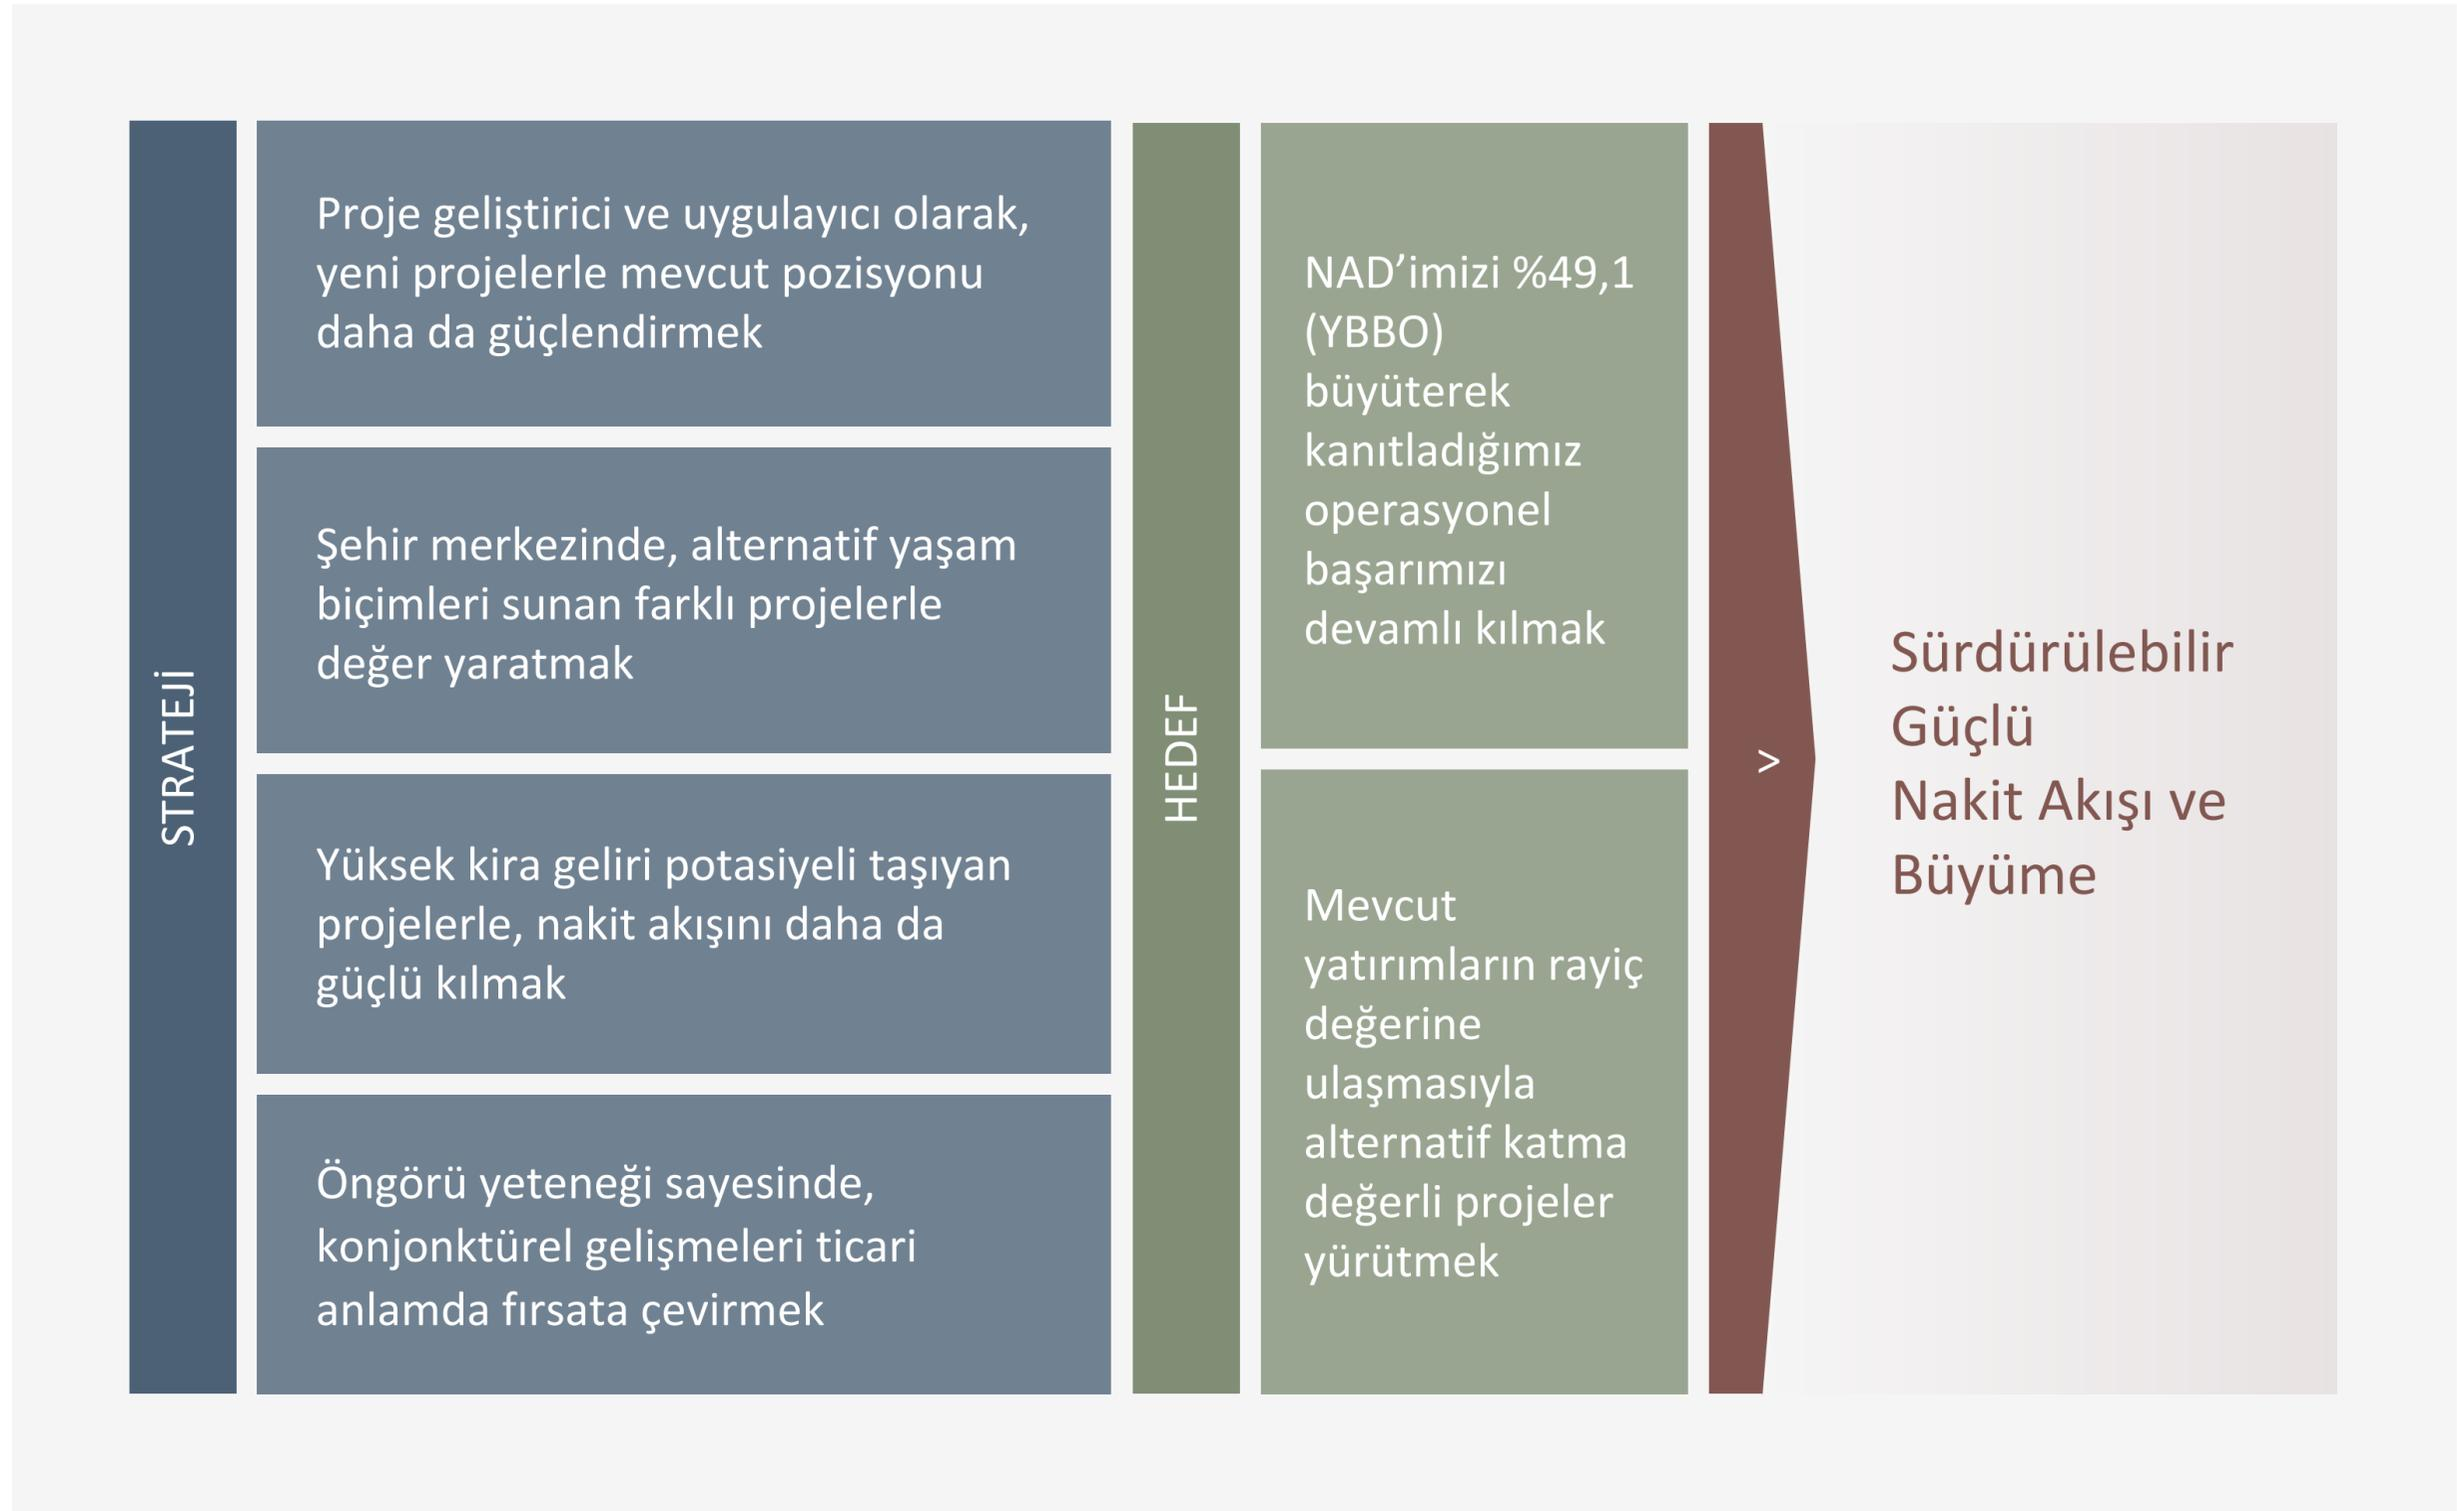 STRATEJİ
Proje geliştirici ve uygulayıcı olarak,
yeni projelerle mevcut pozisyonu
daha da güçlendirmek
Şehir merkezinde, alternatif yaşam
biçimleri sunan farklı projelerle
değer yaratmak
Yüksek kira geliri potasiyeli taşıyan
projelerle, nakit akışını daha da
güçlü kılmak
Öngörü yeteneği sayesinde,
konjonktürel gelişmeleri ticari
anlamda fırsata çevirmek
HEDEF
NAD’imizi %49,1
(YBBO)
büyüterek
kanıtladığımız
operasyonel
başarımızı
devamlı kılmak
Mevcut
yatırımların rayiç
değerine
ulaşmasıyla
alternatif katma
değerli projeler
yürütmek
>
Sürdürülebilir
Güçlü
Nakit Akışı ve
Büyüme